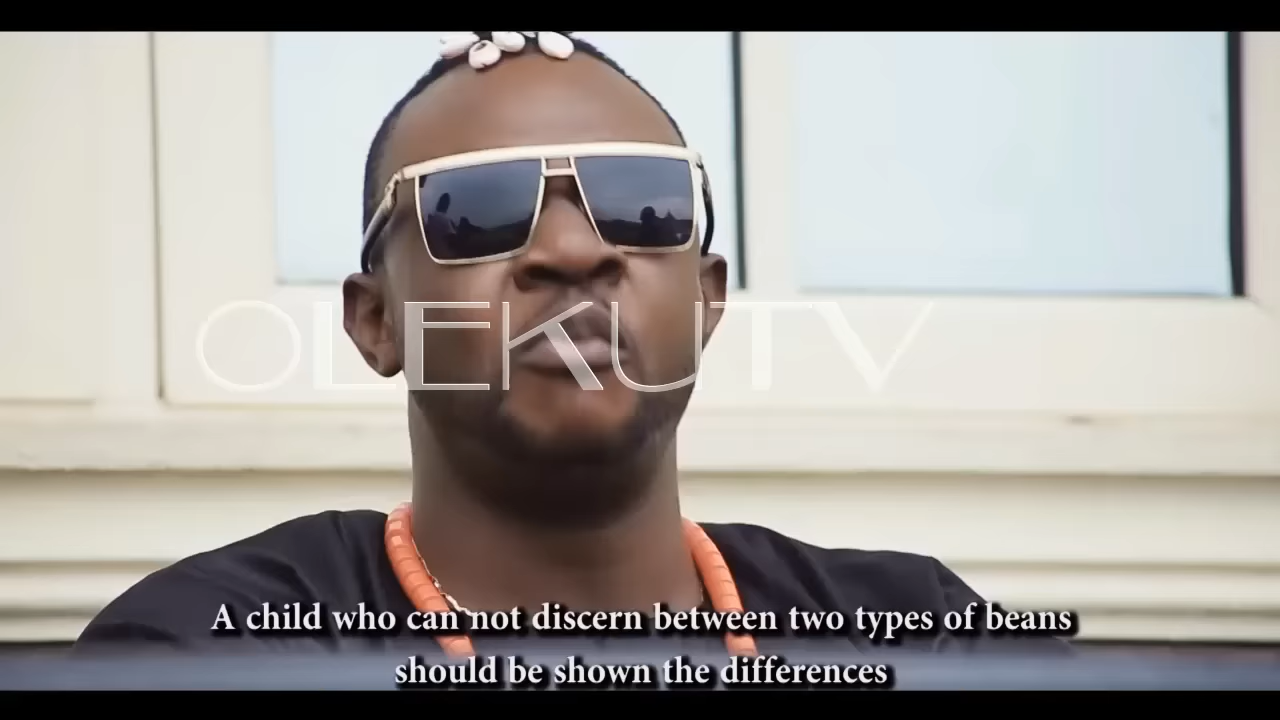 OLEKUTV
A child who can not discern between two types of beans
should be shown the differences